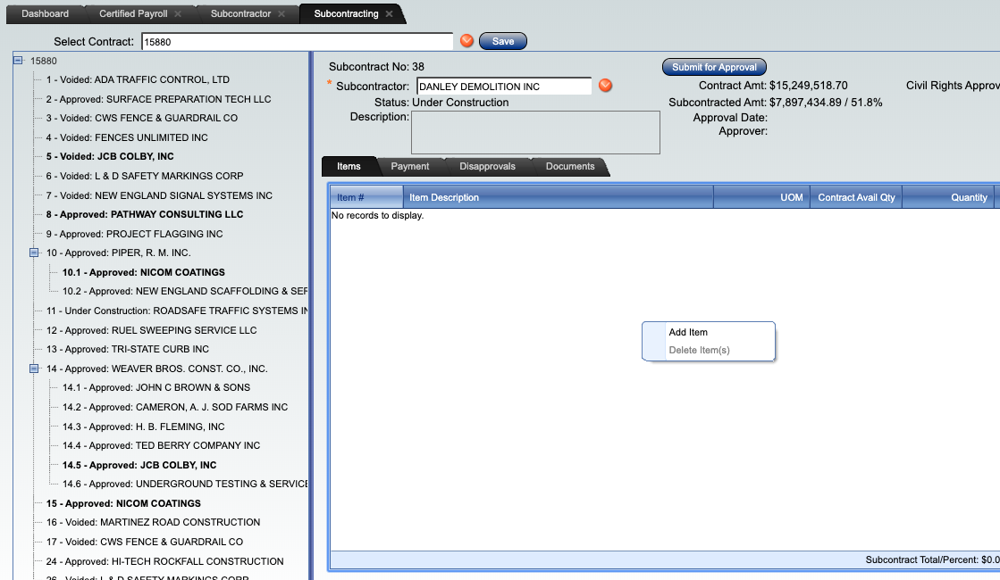 Dashboard
Certified Payroll
Subcontractor
Subcontracting
Select Contract: 15880
Save
15880
1 - Voided: ADA TRAFFIC CONTROL, LTD
2 - Approved: SURFACE PREPARATION TECH LLC
3 - Voided: CWS FENCE & GUARDRAIL CO
4 - Voided: FENCES UNLIMITED INC
5 - Voided: JCB COLBY, INC
6 - Voided: L & D SAFETY MARKINGS CORP
7 - Voided: NEW ENGLAND SIGNAL SYSTEMS INC
8 - Approved: PATHWAY CONSULTING LLC
9 - Approved: PROJECT FLAGGING INC
10 - Approved: PIPER, R. M. INC.
10.1 - Approved: NICOM COATINGS
10.2 - Approved: NEW ENGLAND SCAFFOLDING & SER
11 - Under Construction: ROADSAFE TRAFFIC SYSTEMS IN
12 - Approved: RUEL SWEEPING SERVICE LLC
13 - Approved: TRI-STATE CURB INC
14 - Approved: WEAVER BROS. CONST. CO., INC.
14.1 - Approved: JOHN C BROWN & SONS
14.2 - Approved: CAMERON, A. J. SOD FARMS INC
14.3 - Approved: H. B. FLEMING, INC
14.4 - Approved: TED BERRY COMPANY INC
14.5 - Approved: JCB COLBY, INC
14.6 - Approved: UNDERGROUND TESTING & SERVICE
15 - Approved: NICOM COATINGS
16 - Voided: MARTINEZ ROAD CONSTRUCTION
17 - Voided: CWS FENCE & GUARDRAIL CO
24 - Approved: HI-TECH ROCKFALL CONSTRUCTION
26 - Voided: L & D SAFETY MARKINGS CORP
Subcontract No: 38
* Subcontractor: DANLEY DEMOLITION INC
Status: Under Construction
Description:
Submit for Approval
Contract Amt: $15,249,518.70
Civil Rights Approv
Subcontracted Amt: $7,897,434.89 / 51.8%
Approval Date:
Approver:
Items
Payment
Disapprovals
Documents
Item #
Item Description
UOM
Contract Avail Qty
Quantity
No records to display.
Add Item
Delete Item(s)
Subcontract Total/Percent: $0.0